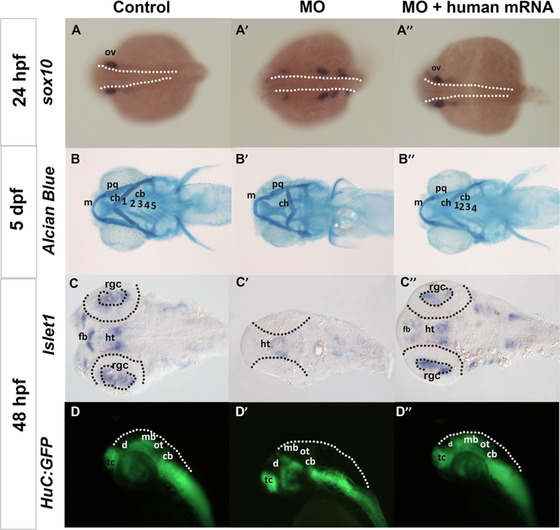 Control MO MO + human mRNA
24 hpf
sox10
A
ov
A'
A''
ov
5 dpf
Alcian Blue
B
pq
m
ch 1
cb
2 3 4 5
B'
pq
m
ch
B''
pq
m
ch
cb
1 2 3 4
48 hpf
Islet1
C
rgc
fb
ht
rgc
C'
ht
C''
rgc
fb
ht
rgc
HuC:GFP
D
tc
d
mb
ot
cb
D'
tc
d
mb
ot
cb
D''
tc
d
mb
ot
cb